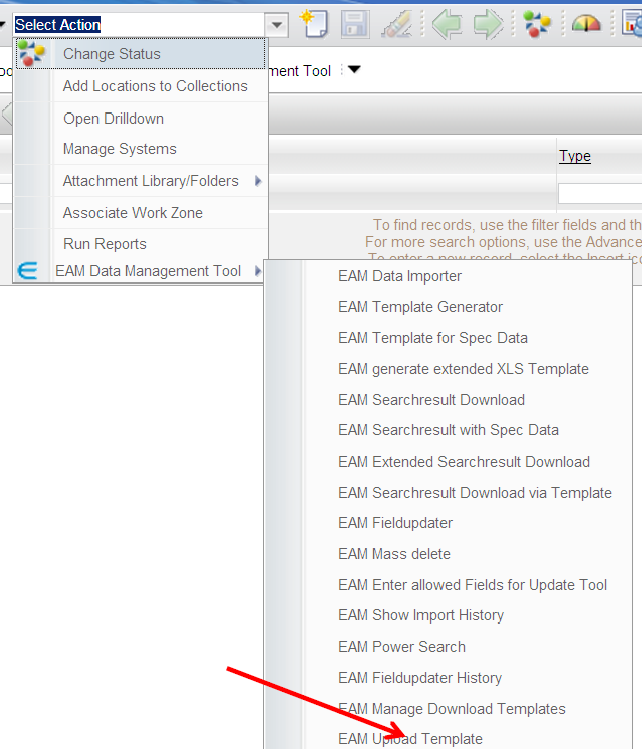 Select Action
Change Status
Add Locations to Collections
ment Tool
Open Drilldown
Manage Systems
Type
Attachment Library/Folders
Associate Work Zone
To find records, use the filter fields and th
Run Reports
For more search options, use the Advance
EAM Data Management Tool
To enter a new record, select the Insert ico
EAM Data Importer
EAM Template Generator
EAM Template for Spec Data
EAM generate extended XLS Template
EAM Searchresult Download
EAM Searchresult with Spec Data
EAM Extended Searchresult Download
EAM Searchresult Download via Template
EAM Fieldupdater
EAM Mass delete
EAM Enter allowed Fields for Update Tool
EAM Show Import History
EAM Power Search
EAM Fieldupdater History
EAM Manage Download Templates
EAM Upload Template